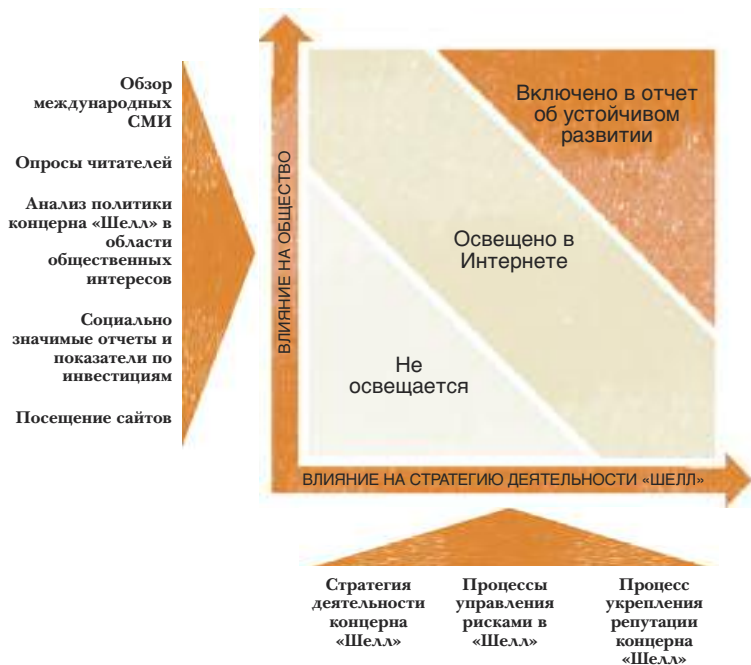 Обзор
международных
СМИ
Опросы читателей
Анализ политики
концерна «Шелл» в
области
общественных
интересов
Социально
значимые отчеты и
показатели по
инвестициям
Посещение сайтов
ВЛИЯНИЕ НА ОБЩЕСТВО
Включено в отчет
об устойчивом
развитии
Освещено в
Интернете
Не
освещается
ВЛИЯНИЕ НА СТРАТЕГИЮ ДЕЯТЕЛЬНОСТИ «ШЕЛЛ»
Стратегия
деятельности
концерна
«Шелл»
Процессы
управления
рисками в
«Шелл»
Процесс
укрепления
репутации
концерна
«Шелл»